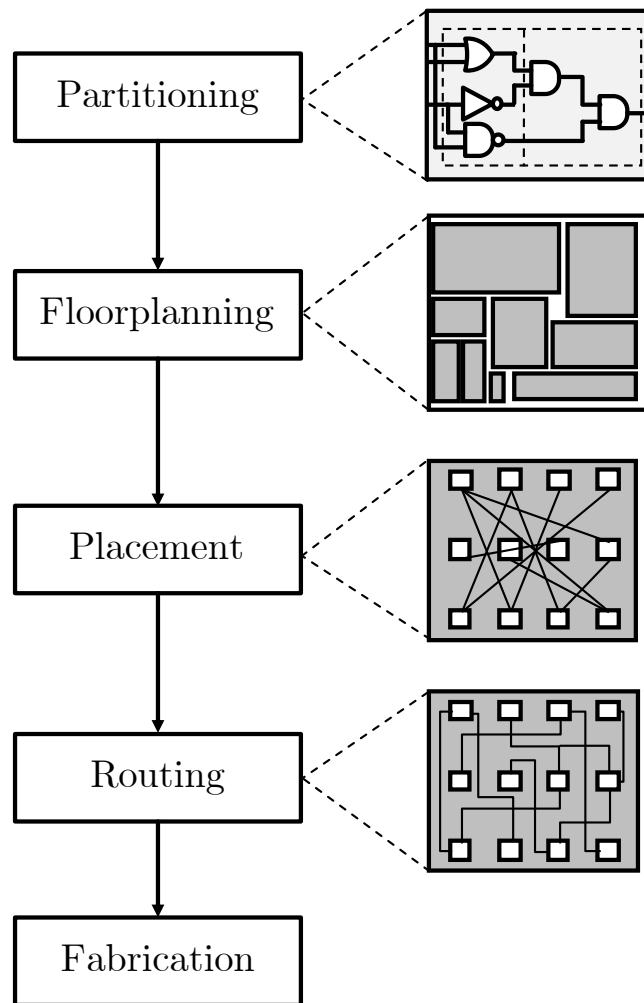 Partitioning
Floorplanning
Placement
Routing
Fabrication